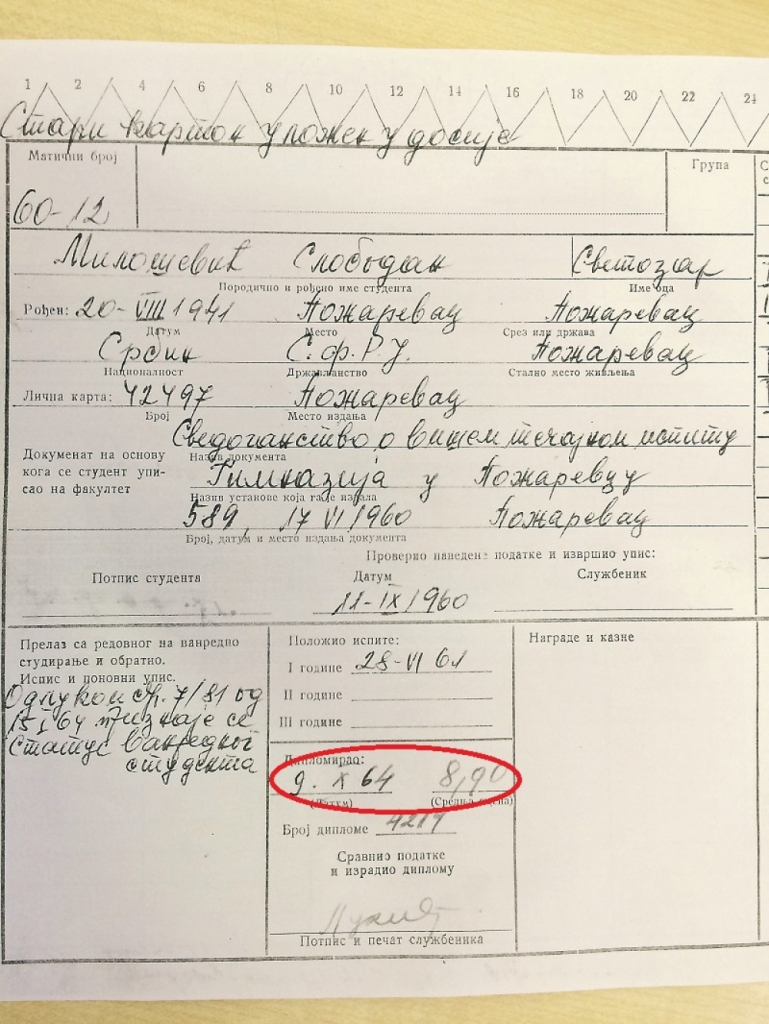 1 2 4 6 8 10 12 14 16 18 20 22 24
Стари картон уложен у досије
Матични број Група
60-12
Милошевић Слободан Светозар
Породично и рођено име студента Име оца
Рођен: 20-VIII 1941 Пожаревац Пожаревац
Датум Место Срез или држава
Србин С.Ф.Р.Ј. Пожаревац
Националност Држављанство Стално место живљења
Лична карта: 42497 Пожаревац
Број Место издања
Сведочанство о вишем течајном испиту
Документ на основу Назив документа
кога се студент упи- Гимназија у Пожаревцу
сао на факултет Назив установе која га је издала
589, 17 VI 1960 Пожаревац
Број, датум и место издања документа
Проверио наведене податке и извршио упис:
Потпис студента Датум Службеник
11-IX 1960
Прелаз са редовног на ванредно
студирање и обратно.
Испис и поновни упис.
Одлуком бр. 7/81 од
15 I 64 признаје се
статус ванредног
студента
Положио испите:
I године 28-VI 61
II године
III године
Дипломирао:
9. X 64 8,90
(Датум) (Средња оцена)
Број дипломе 4217
Сравнио податке
и израдио диплому
Потпис и печат службеника
Награде и казне